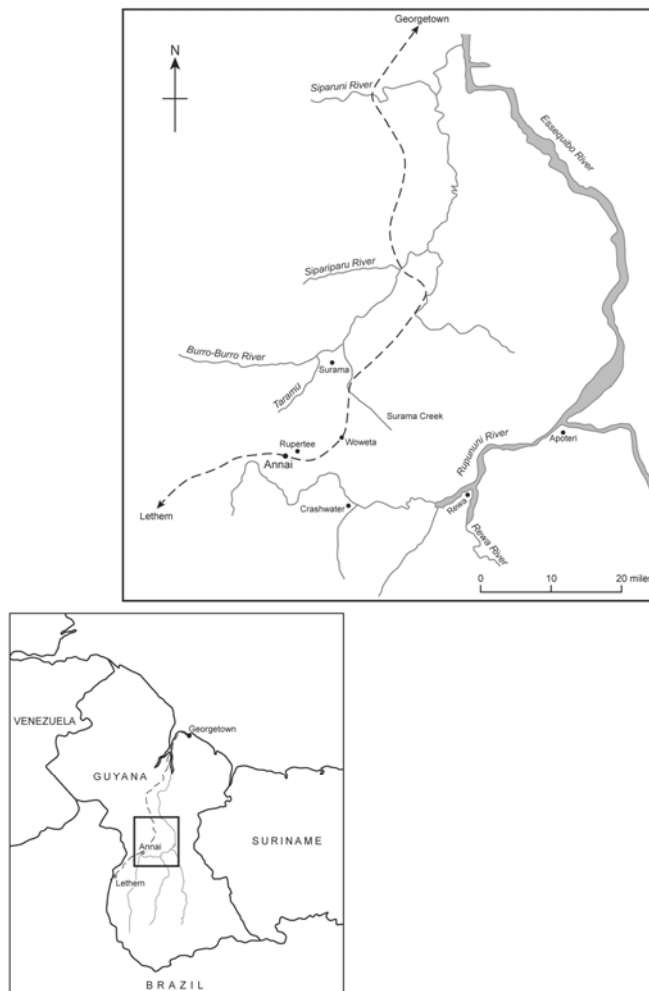 Georgetown
N
Siparuni River
Essequibo River
Sipariparu River
Burro-Burro River
Surama
Taramu
Surama Creek
Rupertee
Woweta
Annai
Rupununi River
Apoteri
Lethem
Crashwater
Rewa
Rewa River
0 10 20 miles
VENEZUELA
Georgetown
GUYANA
SURINAME
Annai
Lethem
BRAZIL